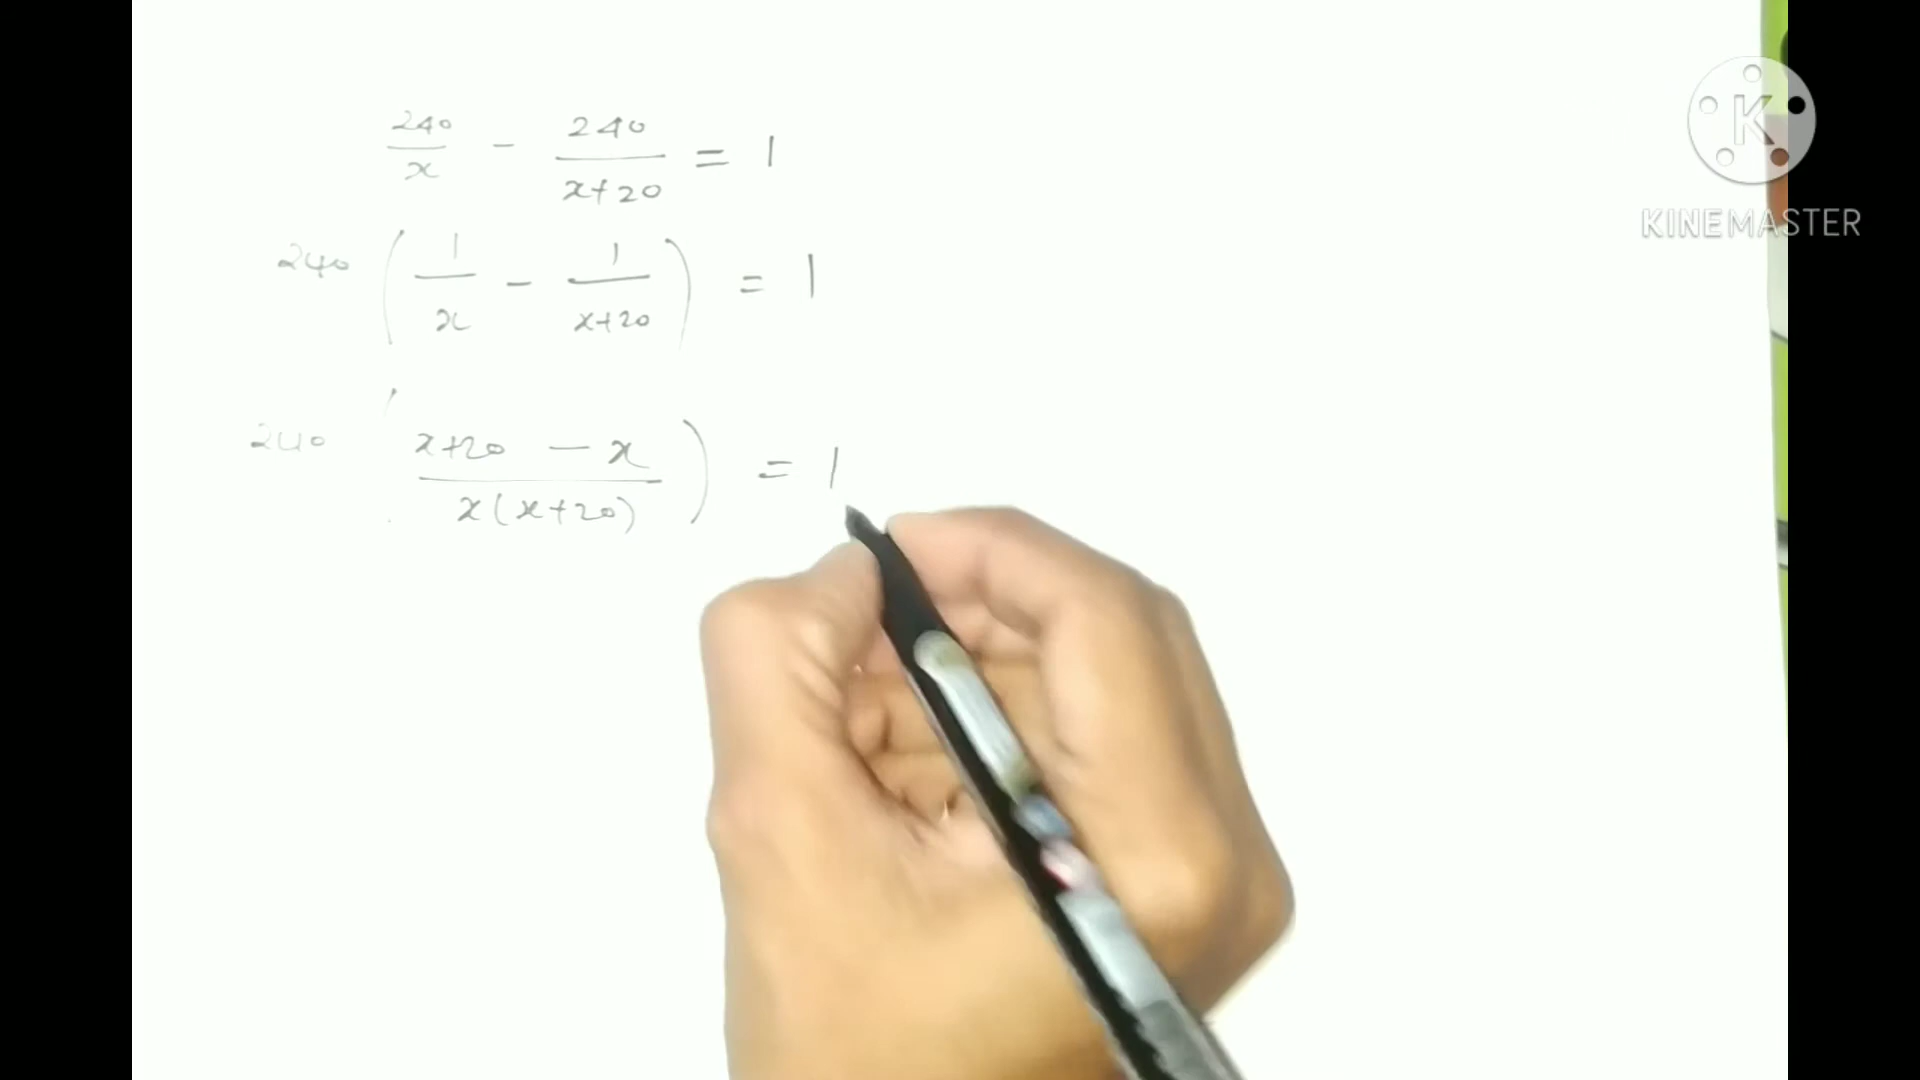 240/x - 240/x+20 = 1
240 (1/x - 1/x+20) = 1
240 (x+20 - x/x(x+20)) = 1
K
KINEMASTER